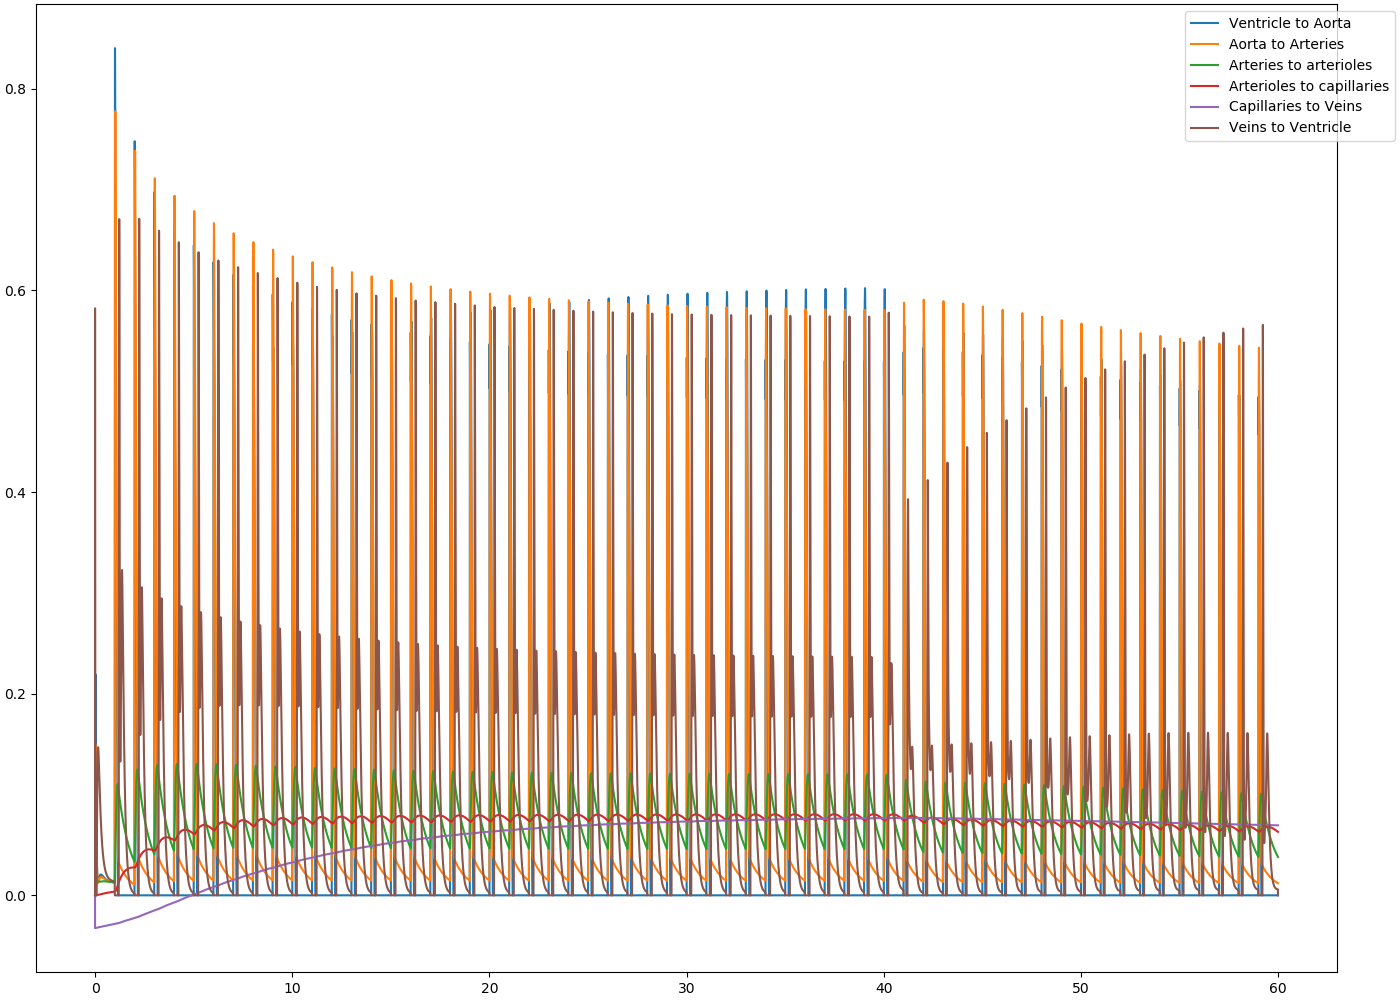 Ventricle to Aorta
Aorta to Arteries
Arteries to arterioles
Arterioles to capillaries
Capillaries to Veins
Veins to Ventricle
0.8
0.6
0.4
0.2
0.0
0 10 20 30 40 50 60